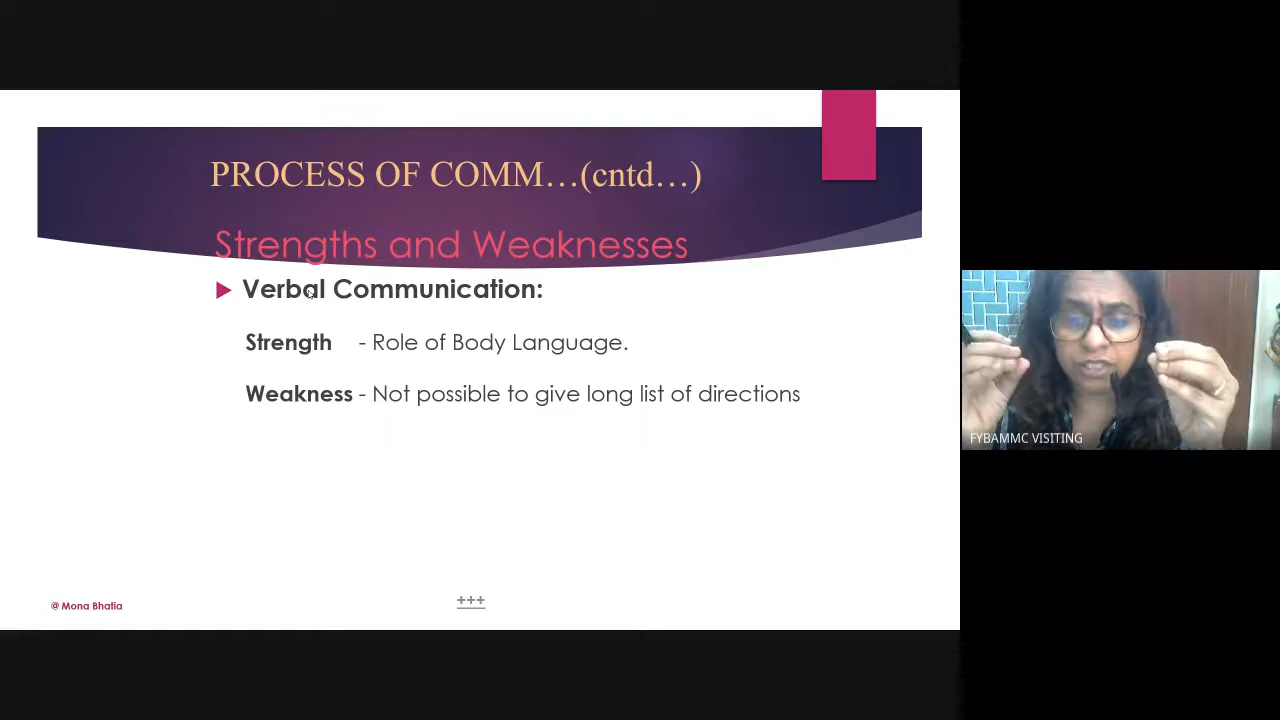 PROCESS OF COMM…(cntd…)
Strengths and Weaknesses
Verbal Communication:
Strength - Role of Body Language.
Weakness - Not possible to give long list of directions
FYBAMMC VISITING
@ Mona Bhatia
+++